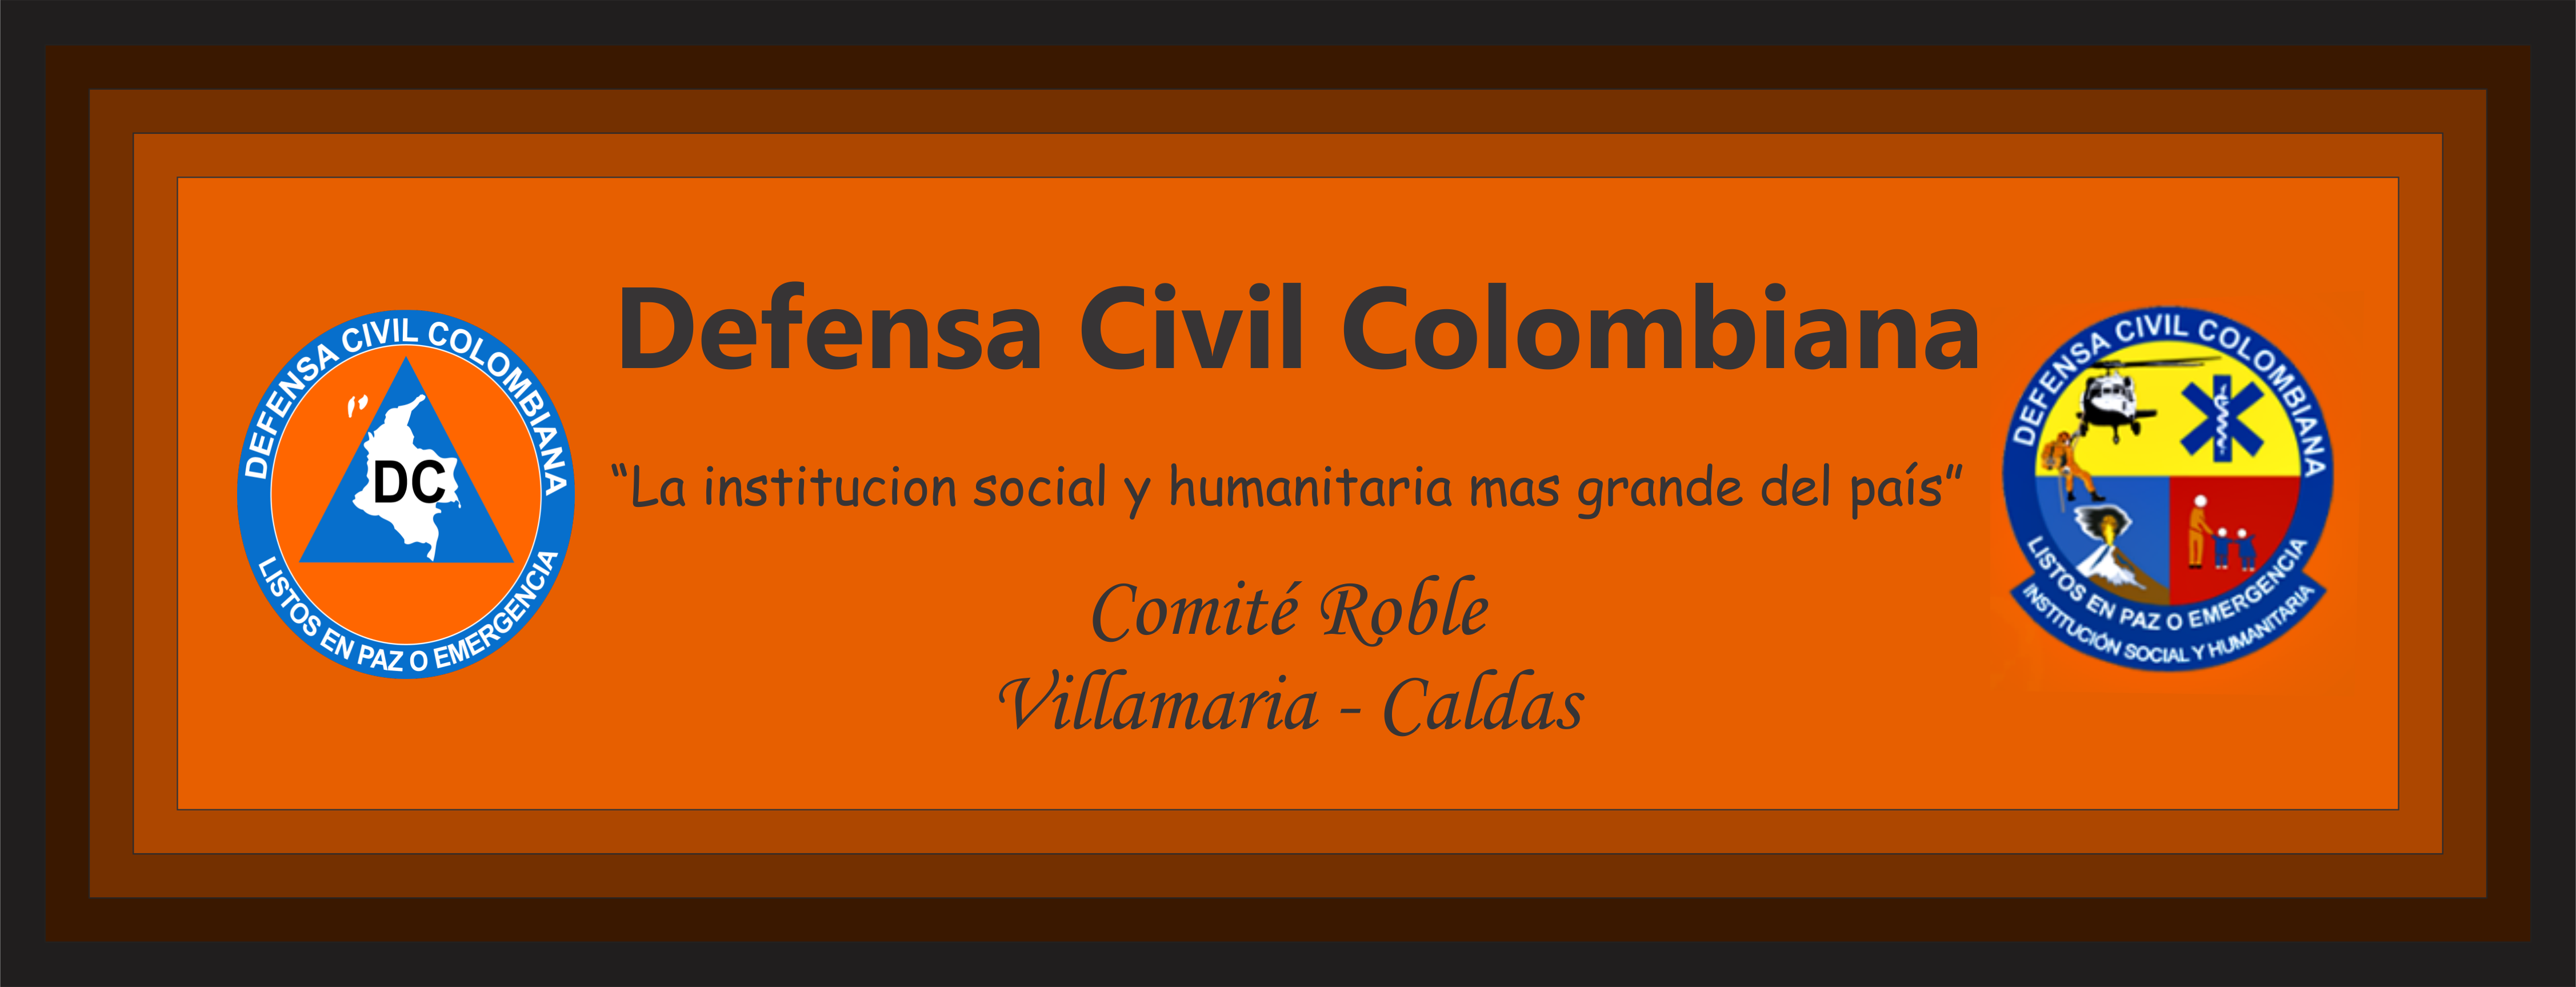 Defensa Civil Colombiana
"La institucion social y humanitaria mas grande del país"
Comité Roble
Villamaria - Caldas
DEFENSA CIVIL COLOMBIANA
DC
LISTOS EN PAZ O EMERGENCIA
DEFENSA CIVIL COLOMBIANA
LISTOS EN PAZ O EMERGENCIA
INSTITUCIÓN SOCIAL Y HUMANITARIA